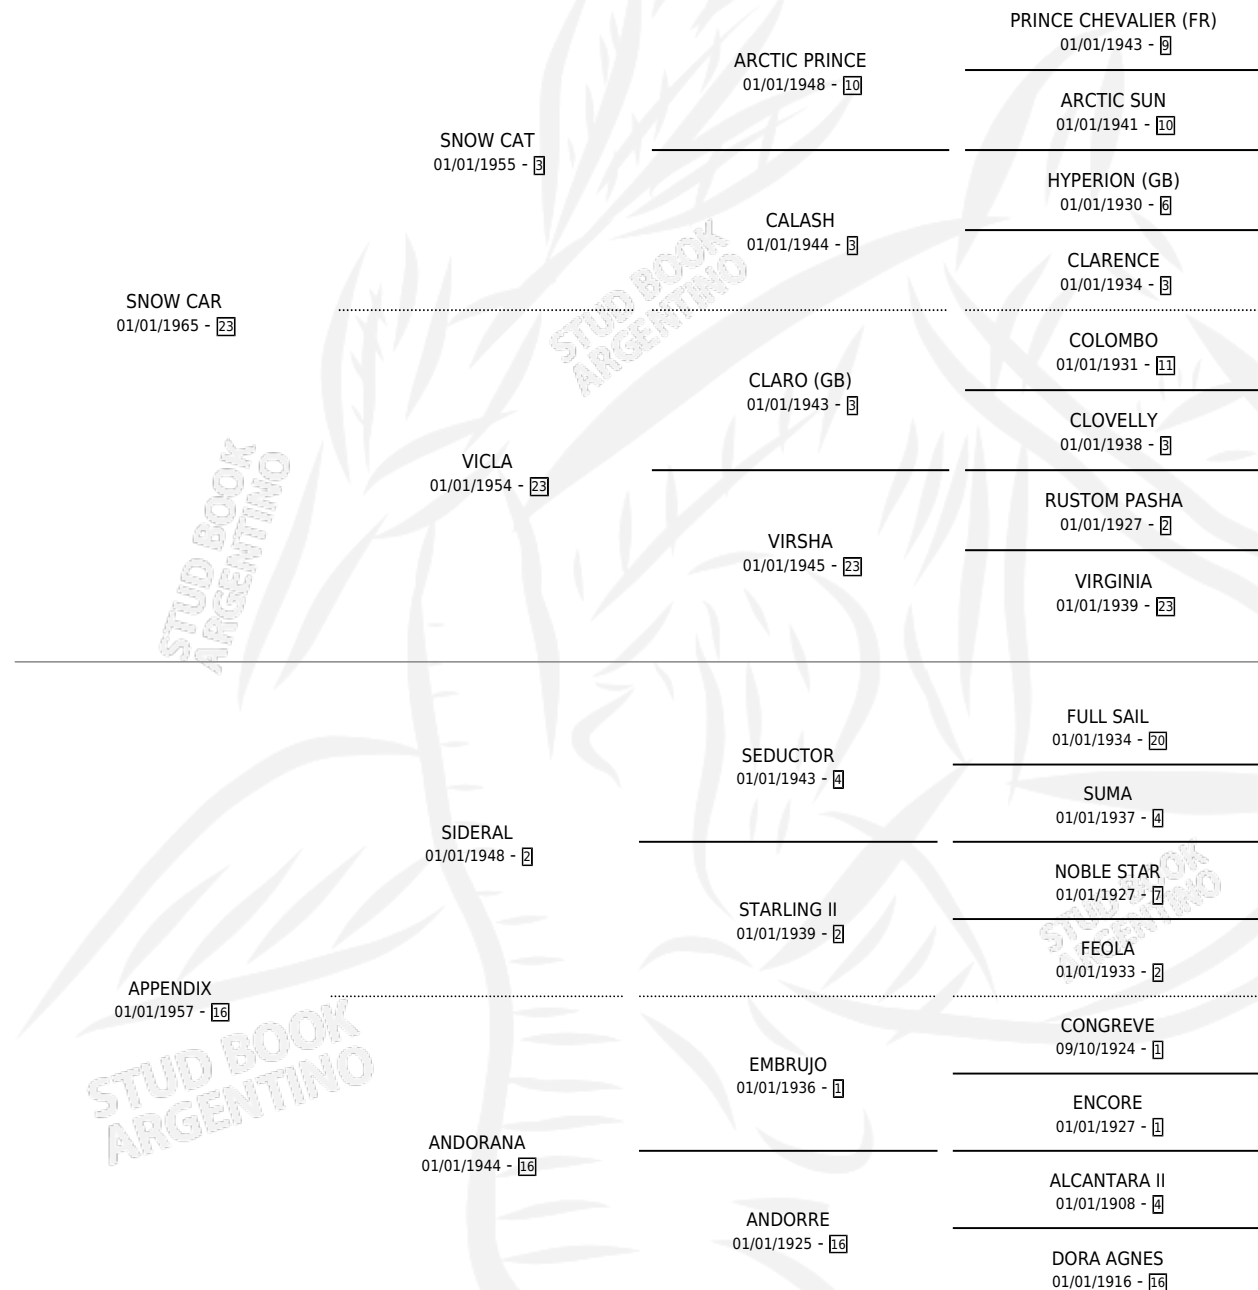 PRINCE CHEVALIER (FR)
01/01/1943 - 9
ARCTIC PRINCE
01/01/1948 - 10
ARCTIC SUN
01/01/1941 - 10
SNOW CAT
01/01/1955 - 3
HYPERION (GB)
01/01/1930 - 6
CALASH
01/01/1944 - 3
CLARENCE
01/01/1934 - 3
SNOW CAR
01/01/1965 - 23
STUD BOOK
ARGENTINO
COLOMBO
01/01/1931 - 11
CLARO (GB)
01/01/1943 - 3
CLOVELLY
01/01/1938 - 3
VICLA
01/01/1954 - 23
RUSTOM PASHA
01/01/1927 - 2
VIRSHA
01/01/1945 - 23
VIRGINIA
01/01/1939 - 23
STUD BOOK
ARGENTINO
FULL SAIL
01/01/1934 - 20
SEDUCTOR
01/01/1943 - 4
SUMA
01/01/1937 - 4
SIDERAL
01/01/1948 - 2
NOBLE STAR
01/01/1927 - 7
STARLING II
01/01/1939 - 2
STUD BOOK
ARGENTINO
FEOLA
01/01/1933 - 2
APPENDIX
01/01/1957 - 16
CONGREVE
09/10/1924 - 1
EMBRUJO
01/01/1936 - 1
ENCORE
01/01/1927 - 1
STUD BOOK
ARGENTINO
ANDORANA
01/01/1944 - 16
ALCANTARA II
01/01/1908 - 4
ANDORRE
01/01/1925 - 16
DORA AGNES
01/01/1916 - 16